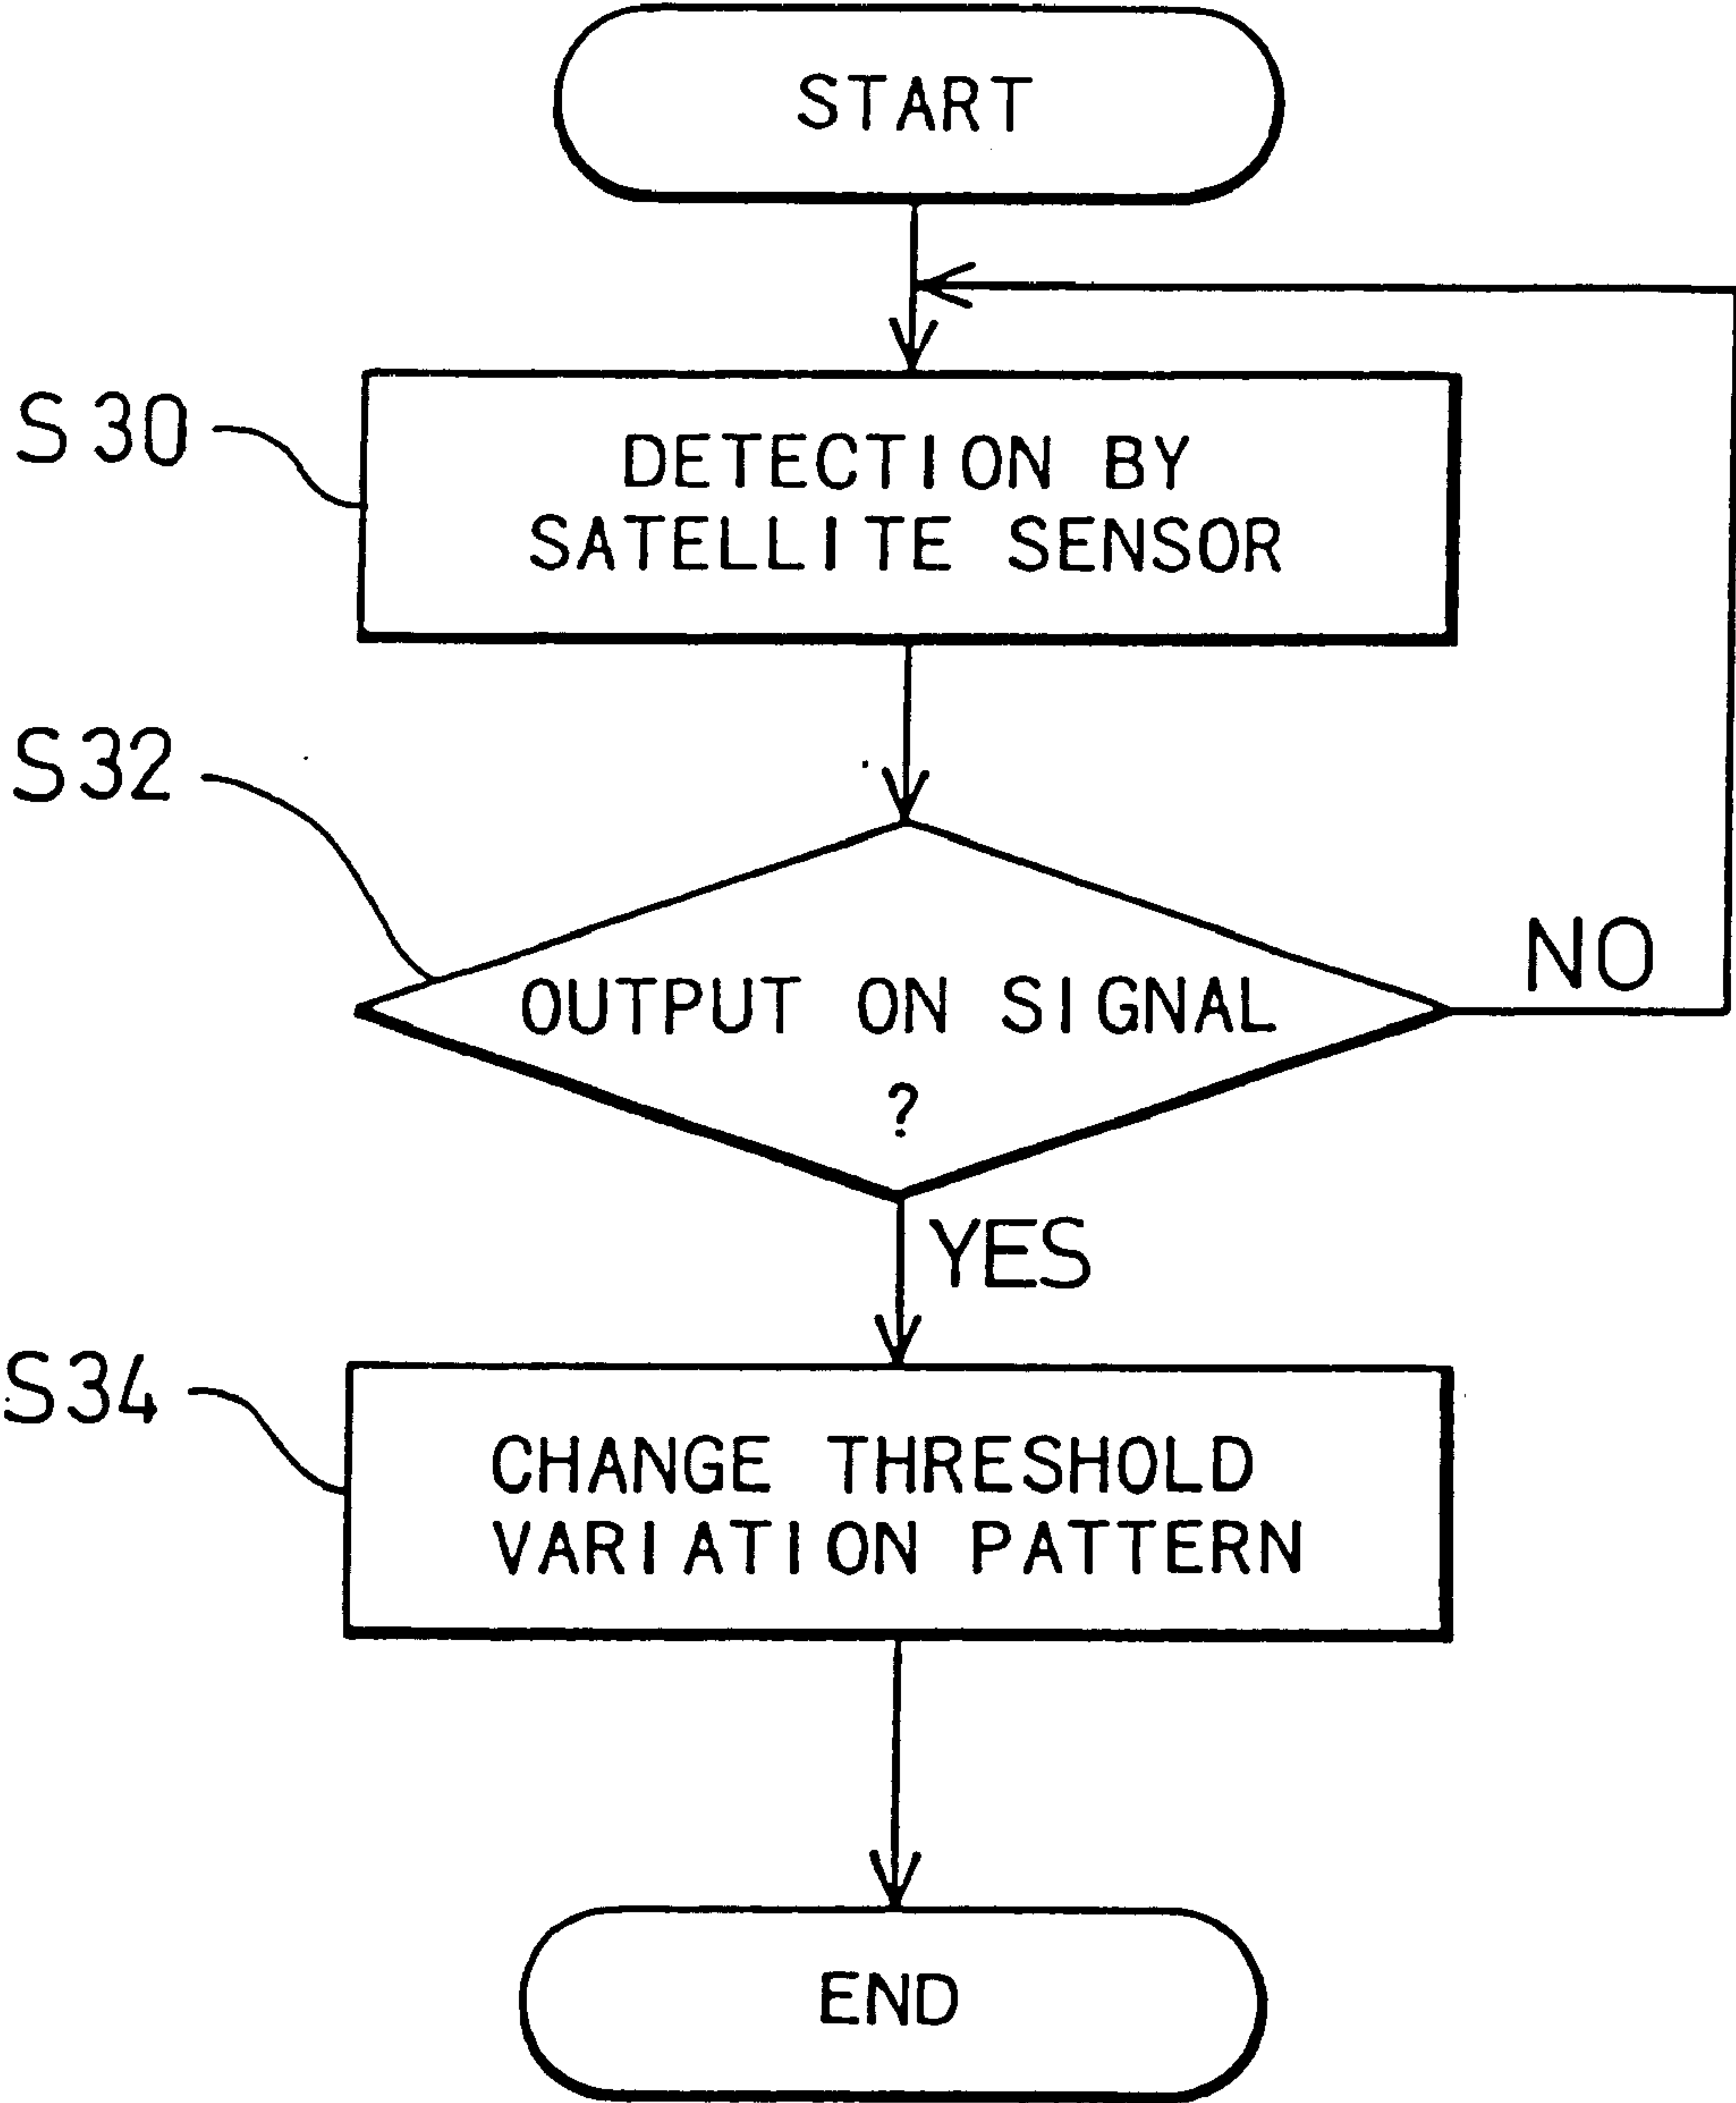 START
S30
DETECTION BY
SATELLITE SENSOR
S32
OUTPUT ON SIGNAL
?
NO
YES
S34
CHANGE THRESHOLD
VARIATION PATTERN
END